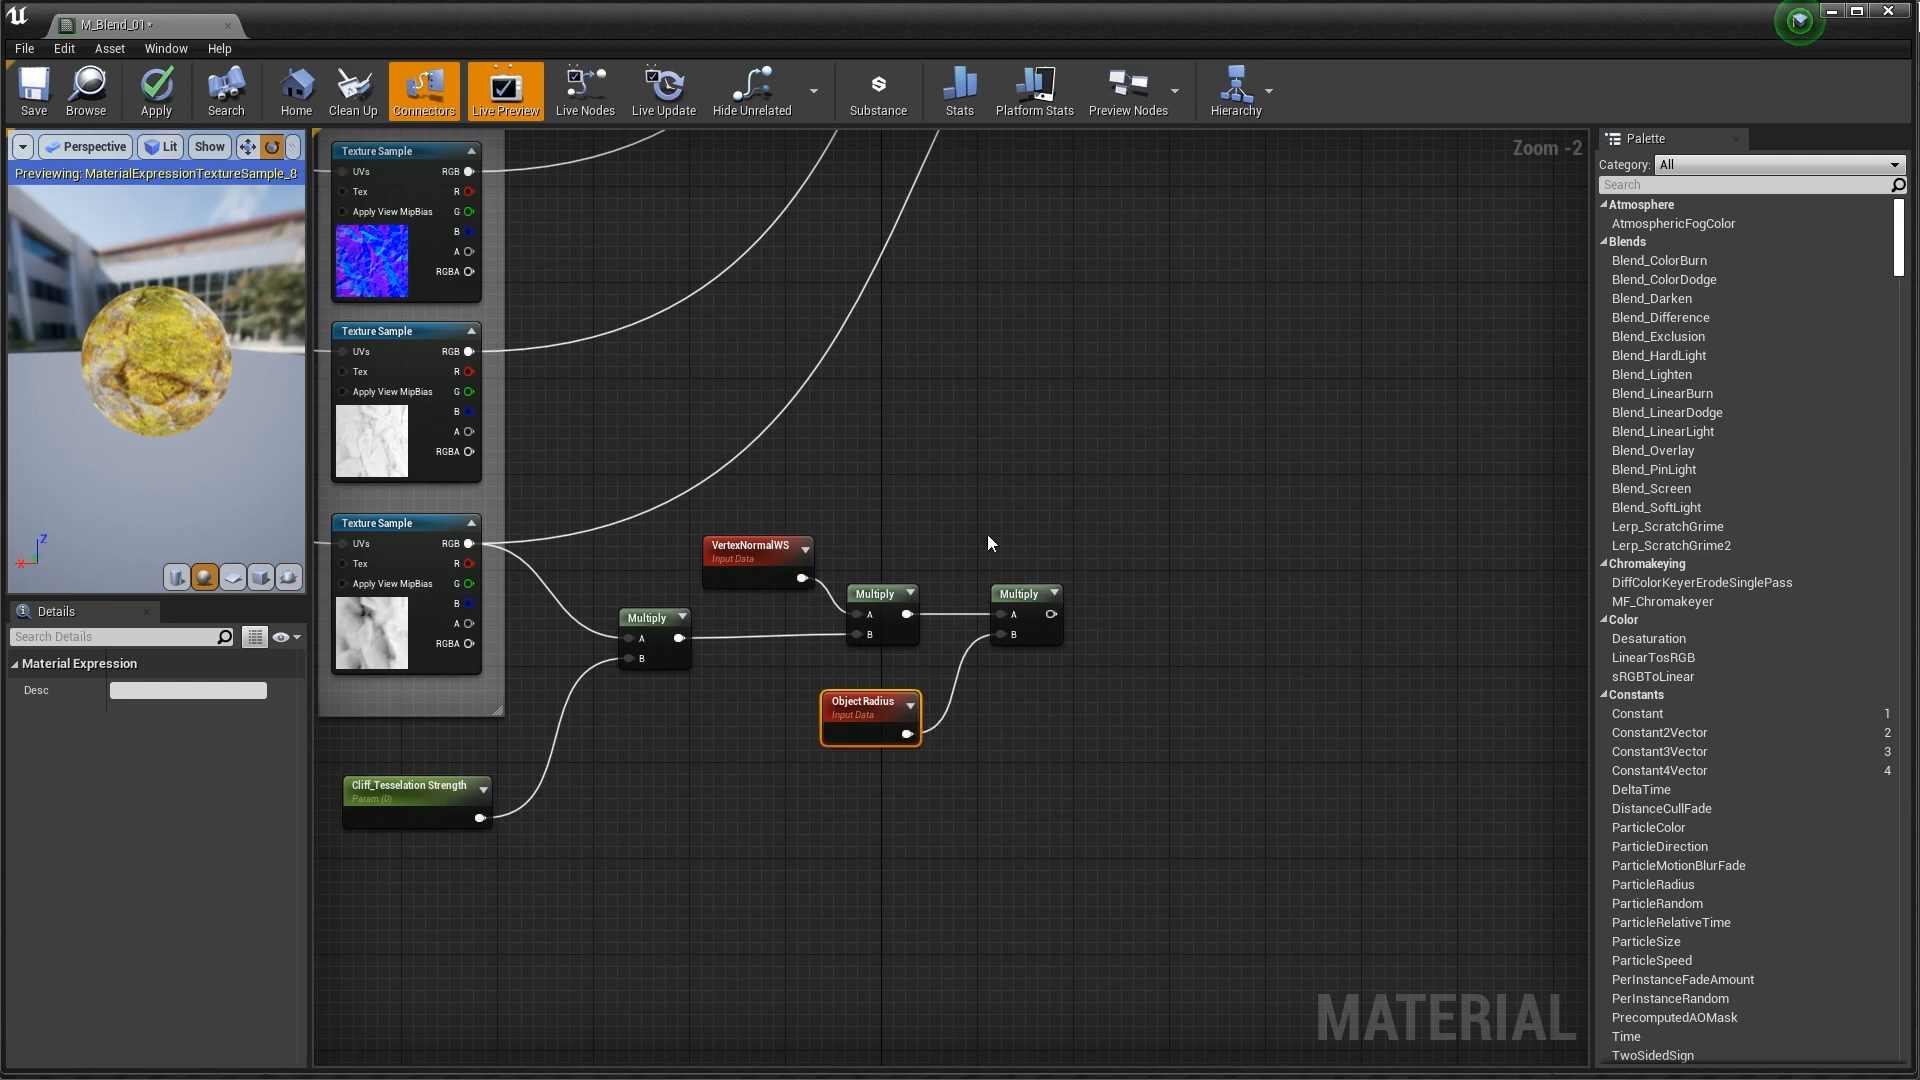 M_Blend_01*
File Edit Asset Window Help
Save Browse Apply Search Home Clean Up Connectors Live Preview Live Nodes Live Update Hide Unrelated Substance Stats Platform Stats Preview Nodes Hierarchy
Perspective Lit Show
Previewing: MaterialExpressionTextureSample_8
Z
X
Details
Search Details
Material Expression
Desc
Zoom -2
Texture Sample
UVs RGB
Tex R
Apply View MipBias G
B
A
RGBA
Texture Sample
UVs RGB
Tex R
Apply View MipBias G
B
A
RGBA
Texture Sample
UVs RGB
Tex R
Apply View MipBias G
B
A
RGBA
VertexNormalWS
Input Data
Multiply
A
B
Multiply
A
B
Multiply
A
B
Object Radius
Input Data
Cliff_Tesselation Strength
Param (0)
MATERIAL
Palette
Category: All
Search
Atmosphere
AtmosphericFogColor
Blends
Blend_ColorBurn
Blend_ColorDodge
Blend_Darken
Blend_Difference
Blend_Exclusion
Blend_HardLight
Blend_Lighten
Blend_LinearBurn
Blend_LinearDodge
Blend_LinearLight
Blend_Overlay
Blend_PinLight
Blend_Screen
Blend_SoftLight
Lerp_ScratchGrime
Lerp_ScratchGrime2
Chromakeying
DiffColorKeyerErodeSinglePass
MF_Chromakeyer
Color
Desaturation
LinearTosRGB
sRGBToLinear
Constants
Constant 1
Constant2Vector 2
Constant3Vector 3
Constant4Vector 4
DeltaTime
DistanceCullFade
ParticleColor
ParticleDirection
ParticleMotionBlurFade
ParticleRadius
ParticleRandom
ParticleRelativeTime
ParticleSize
ParticleSpeed
PerInstanceFadeAmount
PerInstanceRandom
PrecomputedAOMask
Time
TwoSidedSign